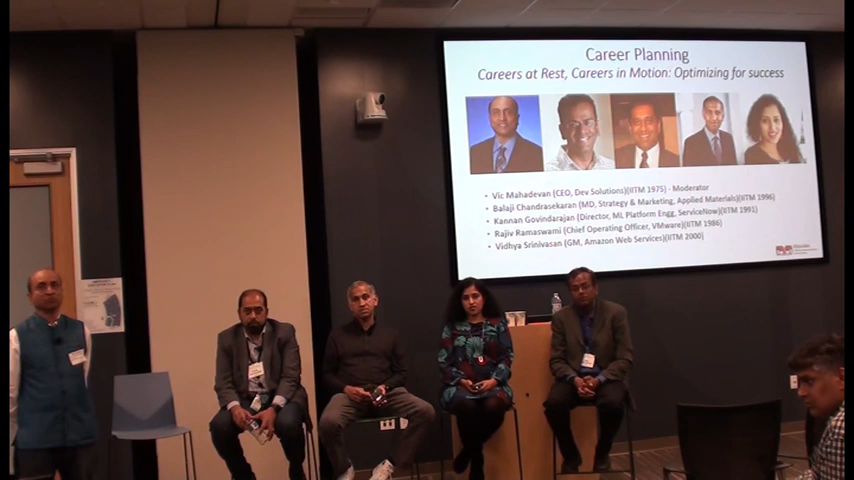 Career Planning
Careers at Rest, Careers in Motion: Optimizing for success
• Vic Mahadevan (CEO, Dev Solutions)(IITM 1975) - Moderator
• Balaji Chandrasekaran (MD, Strategy & Marketing, Applied Materials)(IITM 1996)
• Kannan Govindarajan (Director, ML Platform Engg, ServiceNow)(IITM 1991)
• Rajiv Ramaswami (Chief Operating Officer, VMware)(IITM 1986)
• Vidhya Srinivasan (GM, Amazon Web Services)(IITM 2000)